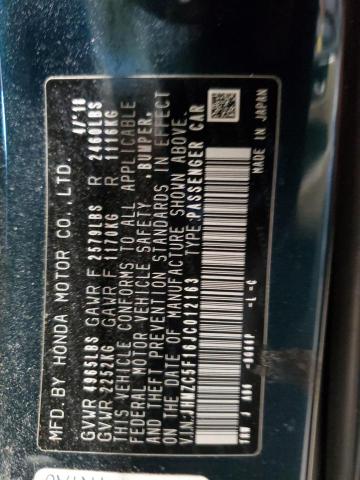 MFD. BY HONDA MOTOR CO., LTD. 4/18
GVWR 4965LBS GAWR F 2579LBS R 2460LBS
GVWR 2252KG GAWR F 1170KG R 1116KG
THIS VEHICLE CONFORMS TO ALL APPLICABLE
FEDERAL MOTOR VEHICLE SAFETY, BUMPER,
AND THEFT PREVENTION STANDARDS IN EFFECT
ON THE DATE OF MANUFACTURE SHOWN ABOVE.
V.I.N: JHMZC5F16JC012163 TYPE:PASSENGER CAR
-L-C
MADE IN JAPAN